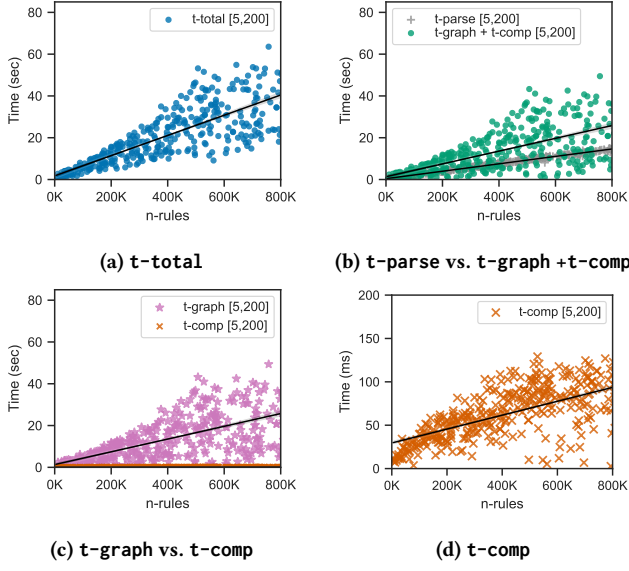 80
60
40
20
0
Time (sec)
t-total [5,200]
0K 200K 400K 600K 800K
n-rules
(a) t-total
80
60
40
20
0
Time (sec)
t-parse [5,200]
t-graph + t-comp [5,200]
0K 200K 400K 600K 800K
n-rules
(b) t-parse vs. t-graph +t-comp
80
60
40
20
0
Time (sec)
t-graph [5,200]
t-comp [5,200]
0K 200K 400K 600K 800K
n-rules
(c) t-graph vs. t-comp
200
150
100
50
0
Time (ms)
t-comp [5,200]
0K 200K 400K 600K 800K
n-rules
(d) t-comp